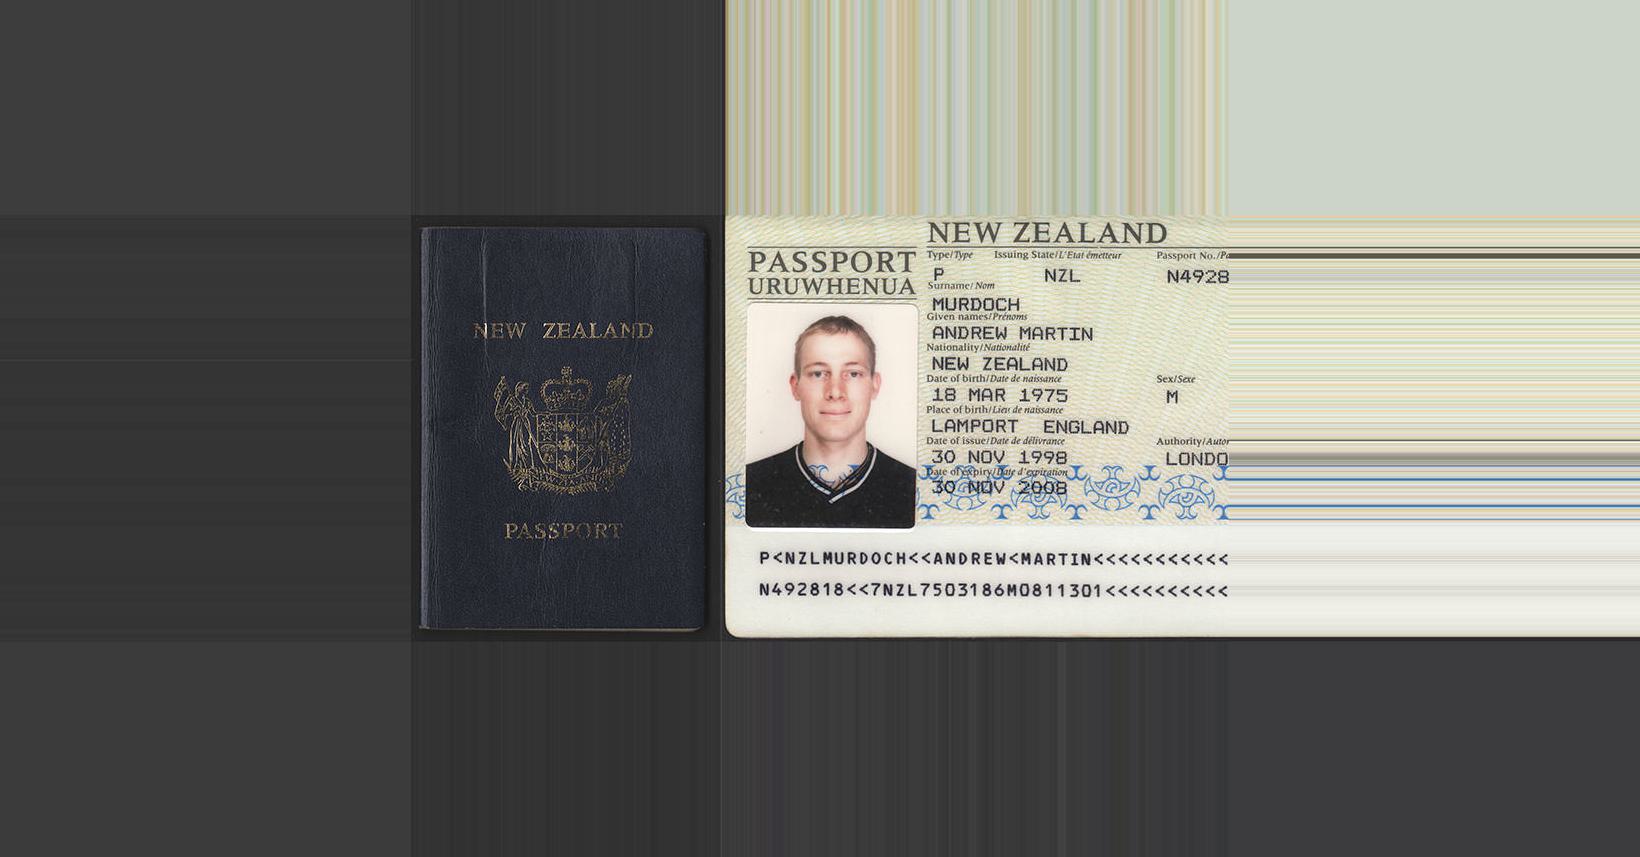 NEW ZEALAND
PASSPORT
PASSPORT
URUWHENUA
NEW ZEALAND
Type/Type Issuing State/L'Etat émetteur Passport No./Pa
P NZL N4928
Surname/Nom
MURDOCH
Given names/Prénoms
ANDREW MARTIN
Nationality/Nationalité
NEW ZEALAND
Date of birth/Date de naissance Sex/Sexe
18 MAR 1975 M
Place of birth/Lieu de naissance
LAMPORT ENGLAND
Date of issue/Date de délivrance Authority/Autor
30 NOV 1998 LONDO
Date of expiry/Date d'expiration
30 NOV 2008
P<NZLMURDOCH<<ANDREW<MARTIN<<<<<<<<<<<
N492818<<7NZL7503186M0811301<<<<<<<<<<